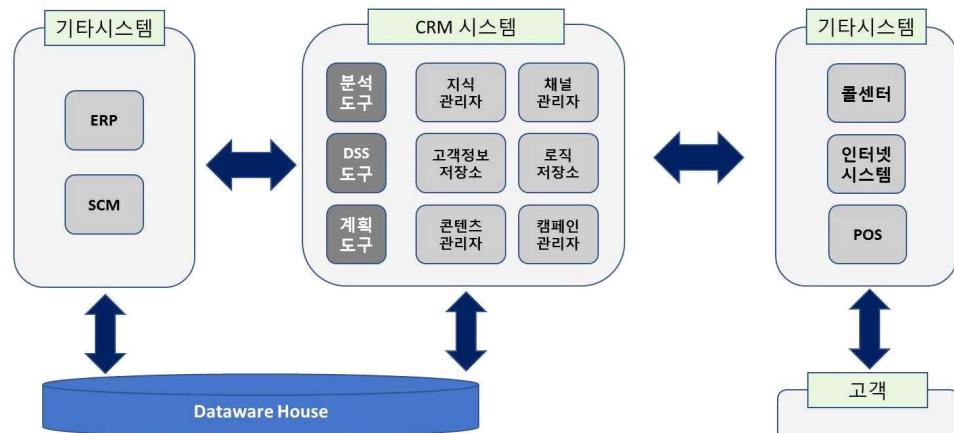 기타시스템
ERP
SCM
CRM 시스템
분석
도구
지식
관리자
채널
관리자
DSS
도구
고객정보
저장소
로직
저장소
계획
도구
콘텐츠
관리자
캠페인
관리자
기타시스템
콜센터
인터넷
시스템
POS
Dataware House
고객